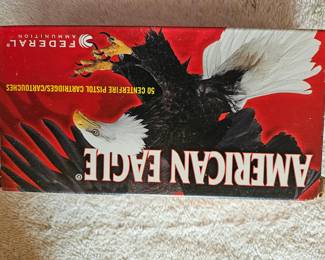 FEDERAL®
AMMUNITION
50 CENTERFIRE PISTOL CARTRIDGES/CARTOUCHES
AMERICAN EAGLE®